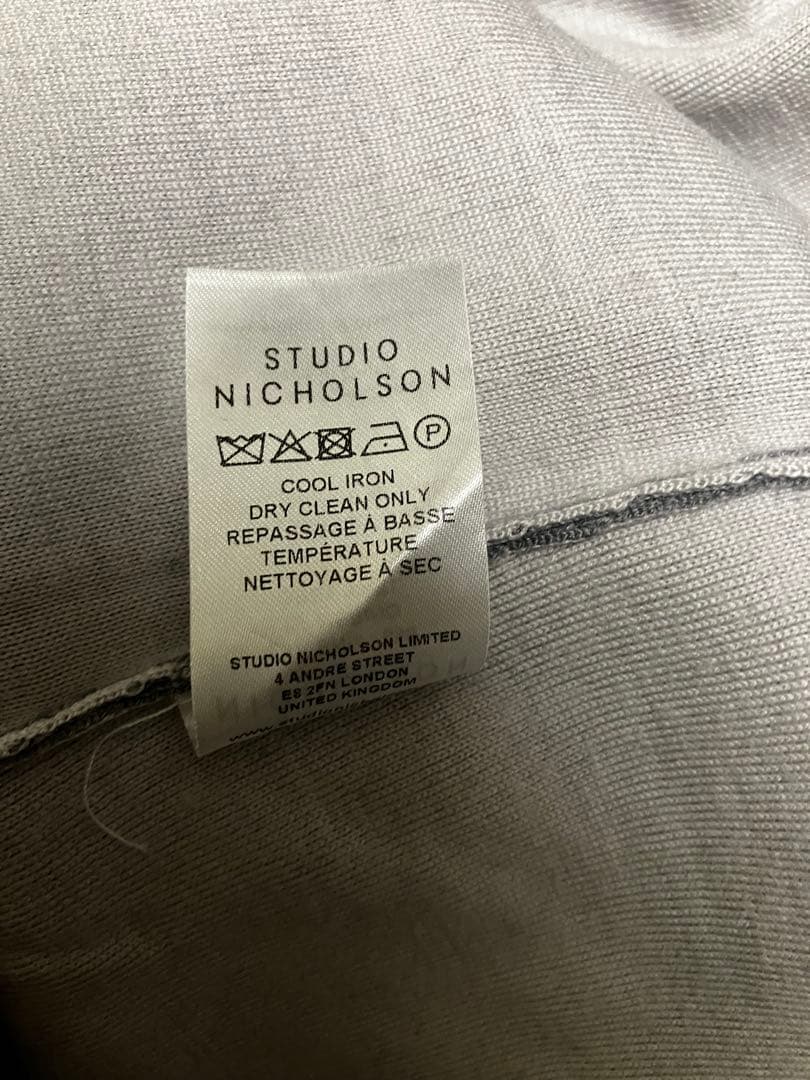 STUDIO
NICHOLSON
P
COOL IRON
DRY CLEAN ONLY
REPASSAGE À BASSE
TEMPÉRATURE
NETTOYAGE À SEC
STUDIO NICHOLSON LIMITED
4 ANDRE STREET
E8 2FN LONDON
UNITED KINGDOM